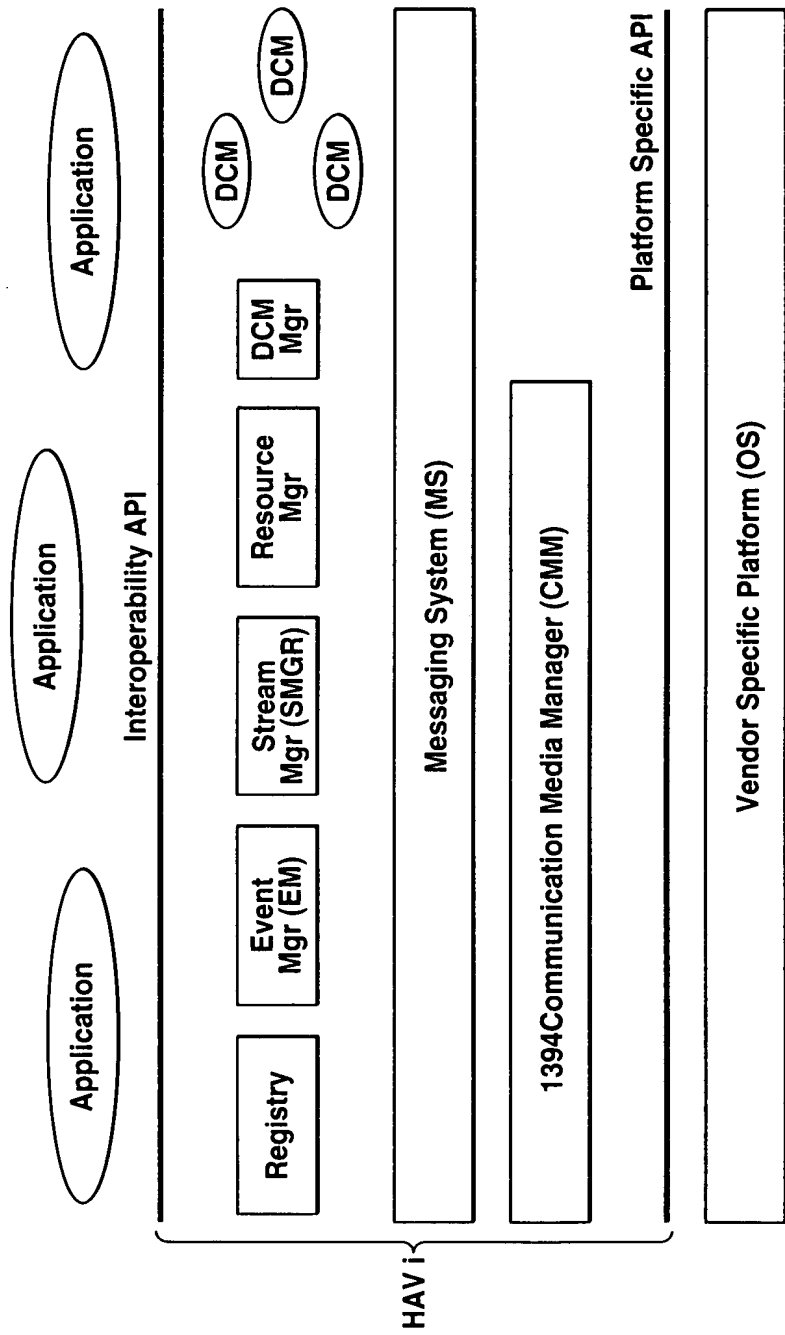 Application
Application
Application
Interoperability API
Registry
Event
Mgr (EM)
Stream
Mgr (SMGR)
Resource
Mgr
DCM
Mgr
DCM
DCM
DCM
Messaging System (MS)
1394Communication Media Manager (CMM)
HAV i
Platform Specific API
Vendor Specific Platform (OS)